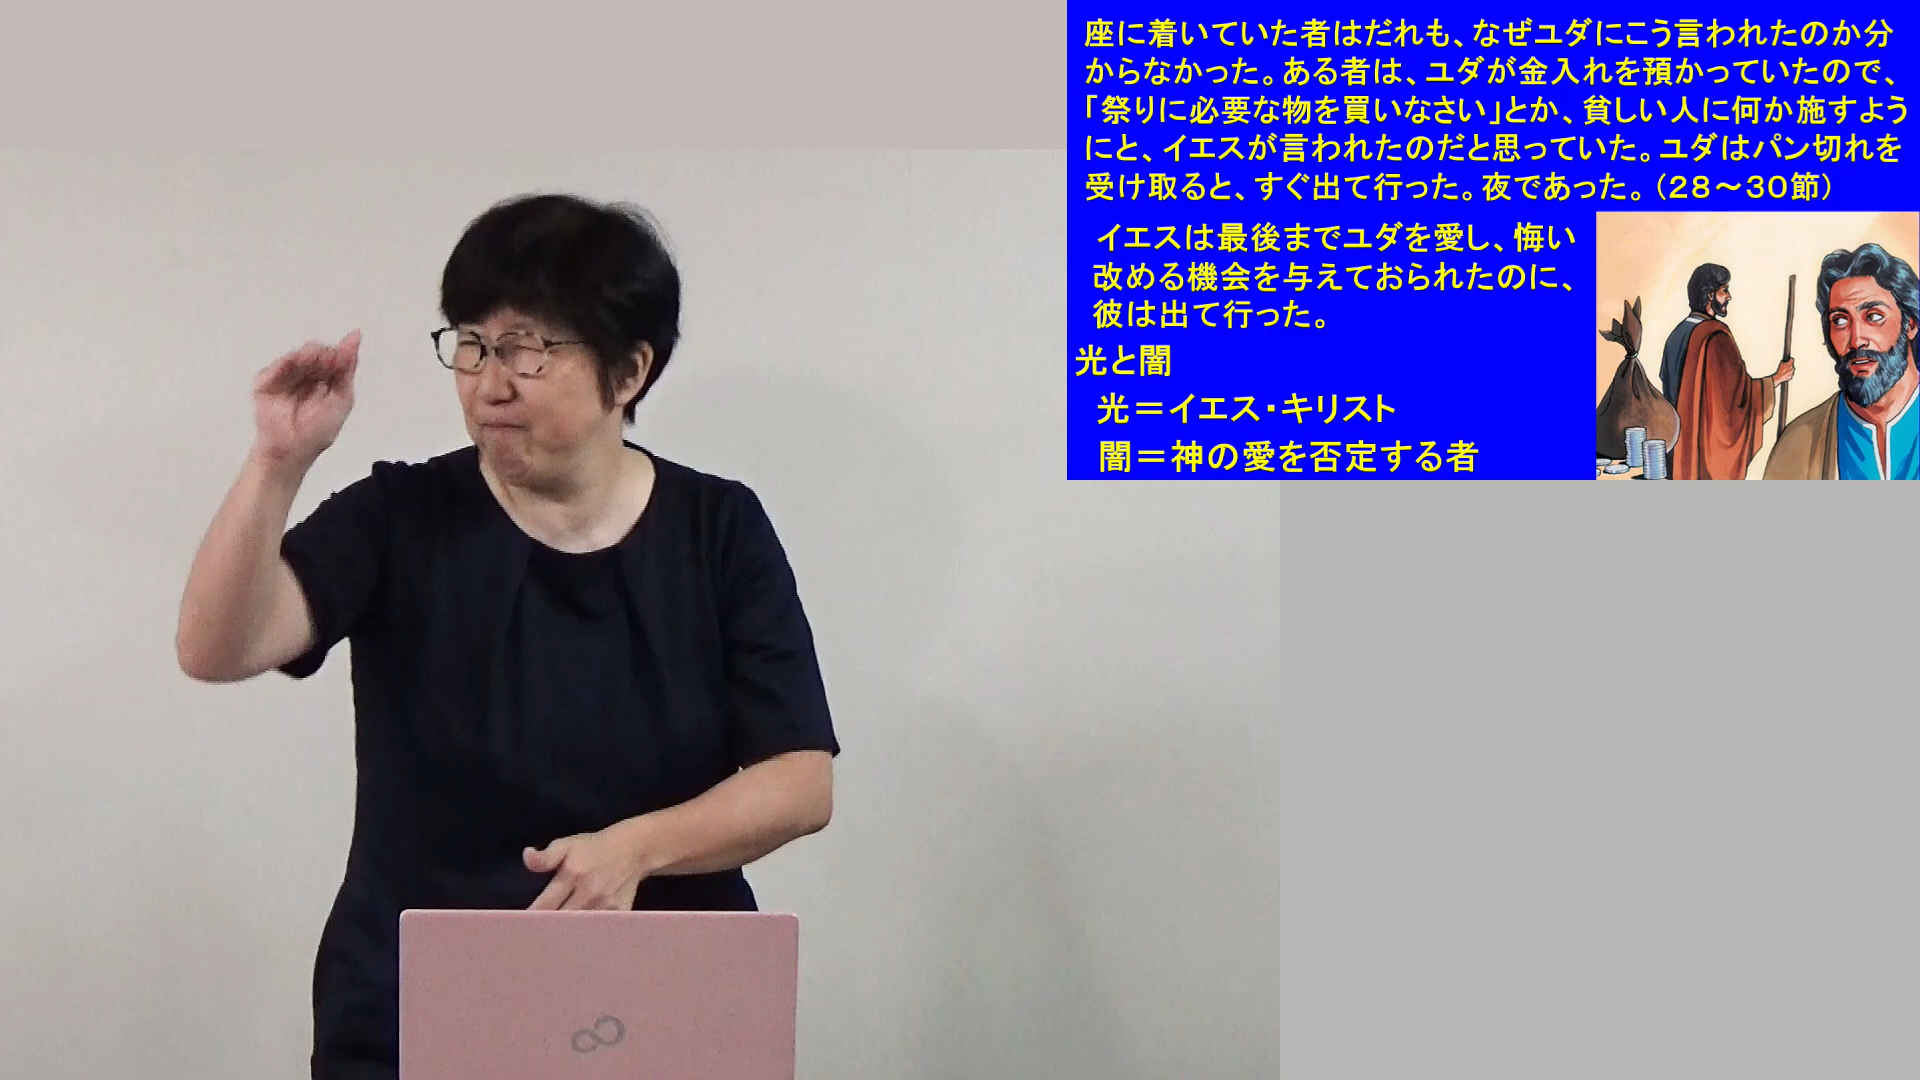 座に着いていた者はだれも、なぜユダにこう言われたのか分
からなかった。ある者は、ユダが金入れを預かっていたので、
「祭りに必要な物を買いなさい」とか、貧しい人に何か施すよう
にと、イエスが言われたのだと思っていた。ユダはパン切れを
受け取ると、すぐ出て行った。夜であった。（２８～３０節）
イエスは最後までユダを愛し、悔い
改める機会を与えておられたのに、
彼は出て行った。
光と闇
光＝イエス・キリスト
闇＝神の愛を否定する者